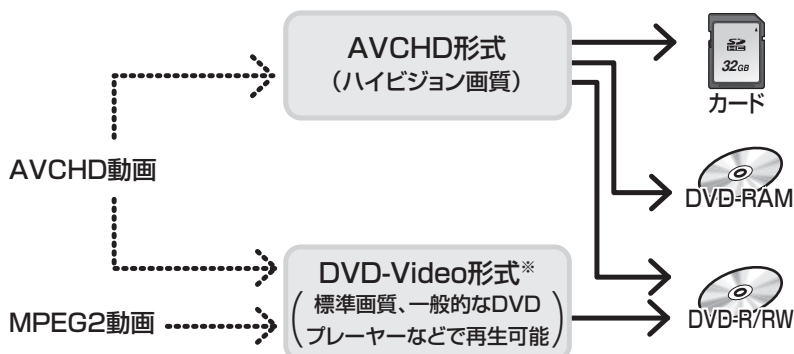 AVCHD形式
(ハイビジョン画質)
SD
HC
32GB
カード
AVCHD動画
DVD-RAM
DVD-Video形式※
標準画質、一般的なDVD
プレーヤーなどで再生可能
MPEG2動画
DVD-R/RW